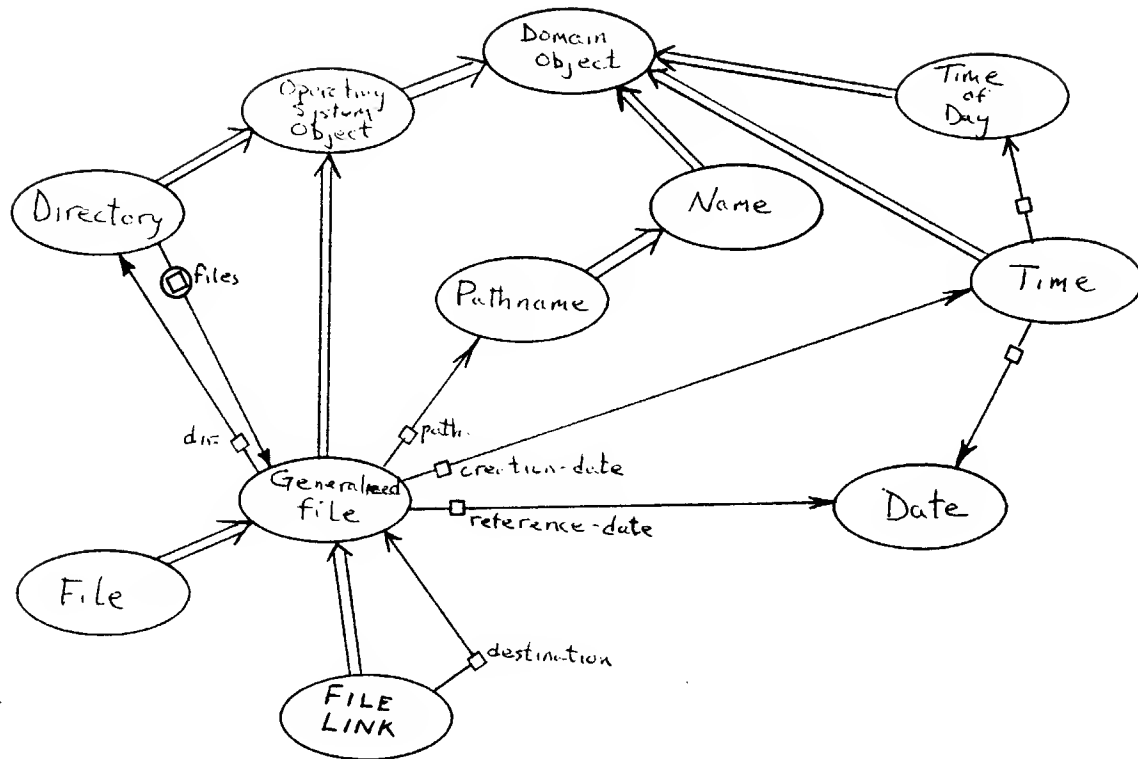 Domain
Object
Operating
System
Object
Time
of
Day
Directory
Name
files
Pathname
Time
dir
path
Generalized
file
creation-date
reference-date
Date
File
destination
FILE
LINK